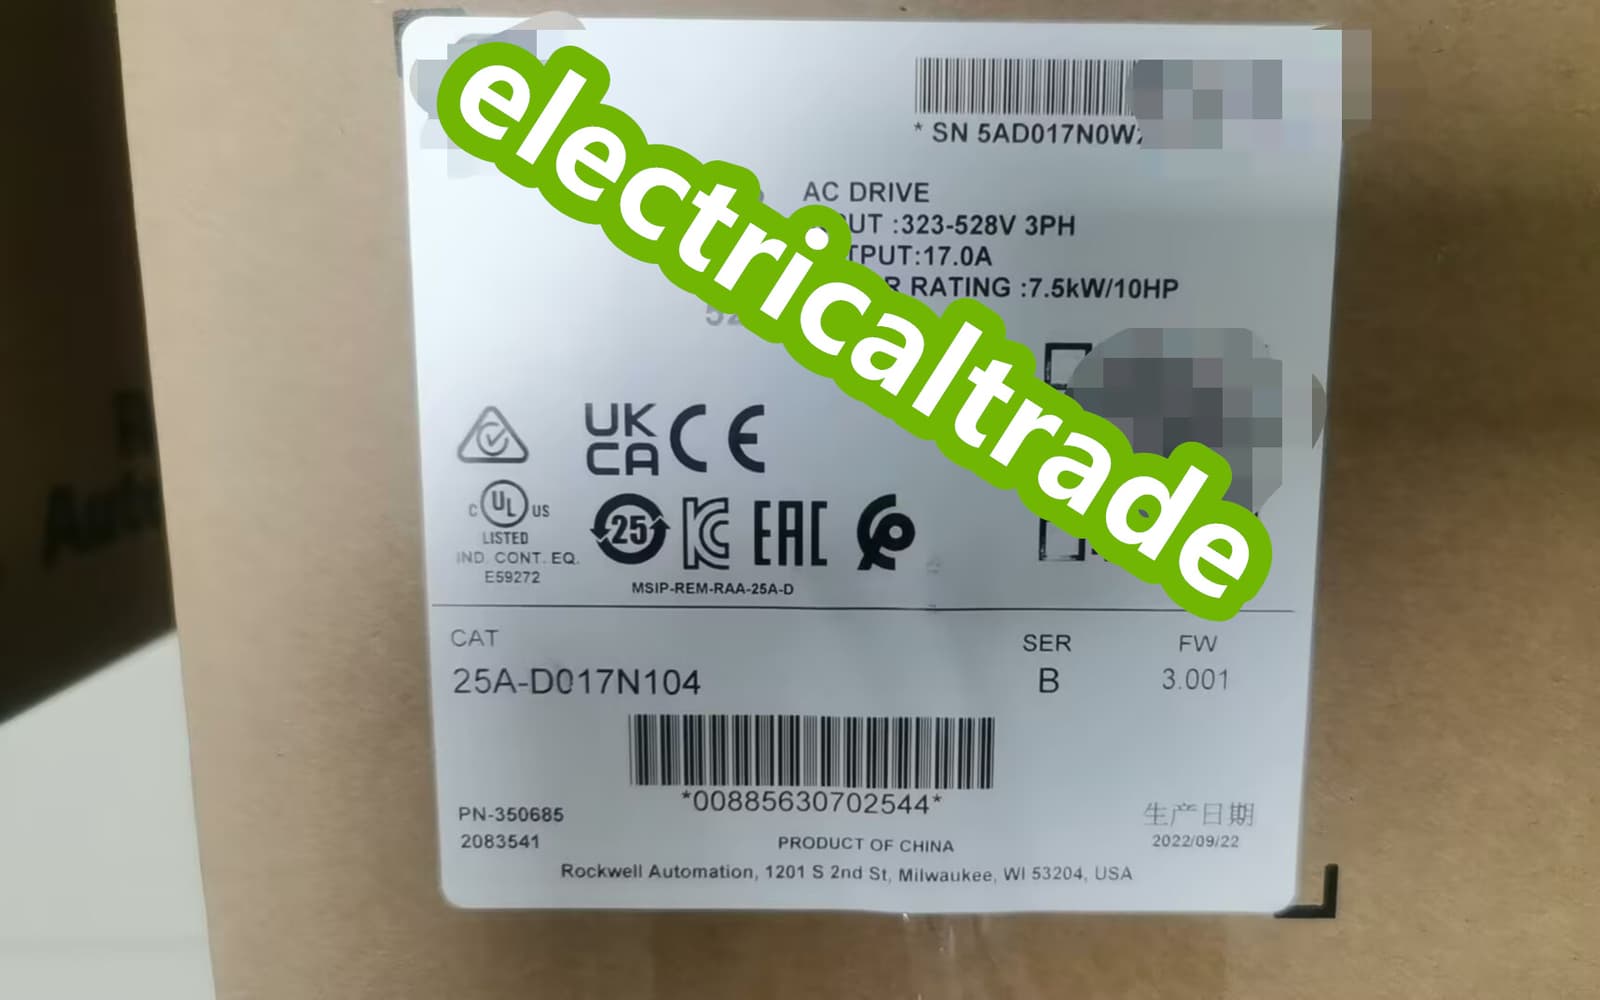 * SN 5AD017N0W
AC DRIVE
UT :323-528V 3PH
TPUT:17.0A
R RATING :7.5kW/10HP
52
electricaltrade
UK
CA CE
C UL US
LISTED
IND. CONT. EQ.
E59272
25 EAC
MSIP-REM-RAA-25A-D
CAT SER FW
25A-D017N104 B 3.001
*00885630702544*
PN-350685
2083541
生产日期
2022/09/22
PRODUCT OF CHINA
Rockwell Automation, 1201 S 2nd St, Milwaukee, WI 53204, USA